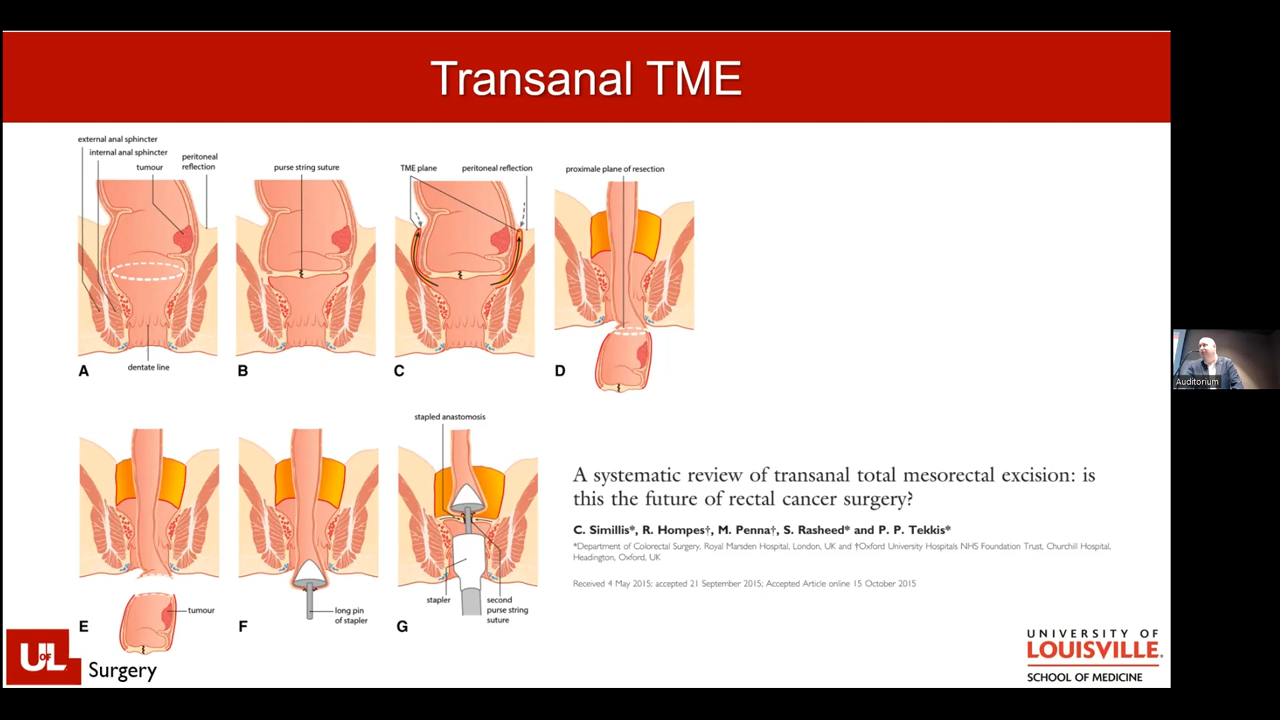 Transanal TME
external anal sphincter
internal anal sphincter
tumour
peritoneal
reflection
dentate line
A
purse string suture
B
TME plane
peritoneal reflection
C
proximale plane of resection
D
tumour
E
long pin
of stapler
F
stapled anastomosis
stapler
second
purse string
suture
G
A systematic review of transanal total mesorectal excision: is
this the future of rectal cancer surgery?
C. Simillis*, R. Hompes†, M. Penna†, S. Rasheed* and P. P. Tekkis*
*Department of Colorectal Surgery, Royal Marsden Hospital, London, UK and †Oxford University Hospitals NHS Foundation Trust, Churchill Hospital,
Headington, Oxford, UK
Received 4 May 2015; accepted 21 September 2015; Accepted Article online 15 October 2015
U OF L
Surgery
UNIVERSITY OF
LOUISVILLE.
SCHOOL OF MEDICINE
Auditorium